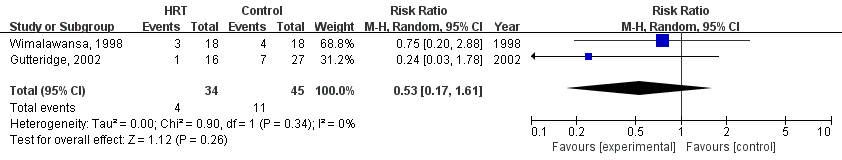 HRT Control Risk Ratio Risk Ratio
Study or Subgroup Events Total Events Total Weight M-H, Random, 95% CI Year M-H, Random, 95% CI
Wimalawansa, 1998 3 18 4 18 68.8% 0.75 [0.20, 2.88] 1998
Gutteridge, 2002 1 16 7 27 31.2% 0.24 [0.03, 1.78] 2002
Total (95% CI) 34 45 100.0% 0.53 [0.17, 1.61]
Total events 4 11
Heterogeneity: Tau² = 0.00; Chi² = 0.90, df = 1 (P = 0.34); I² = 0%
Test for overall effect: Z = 1.12 (P = 0.26)
0.1 0.2 0.5 1 2 5 10
Favours [experimental] Favours [control]